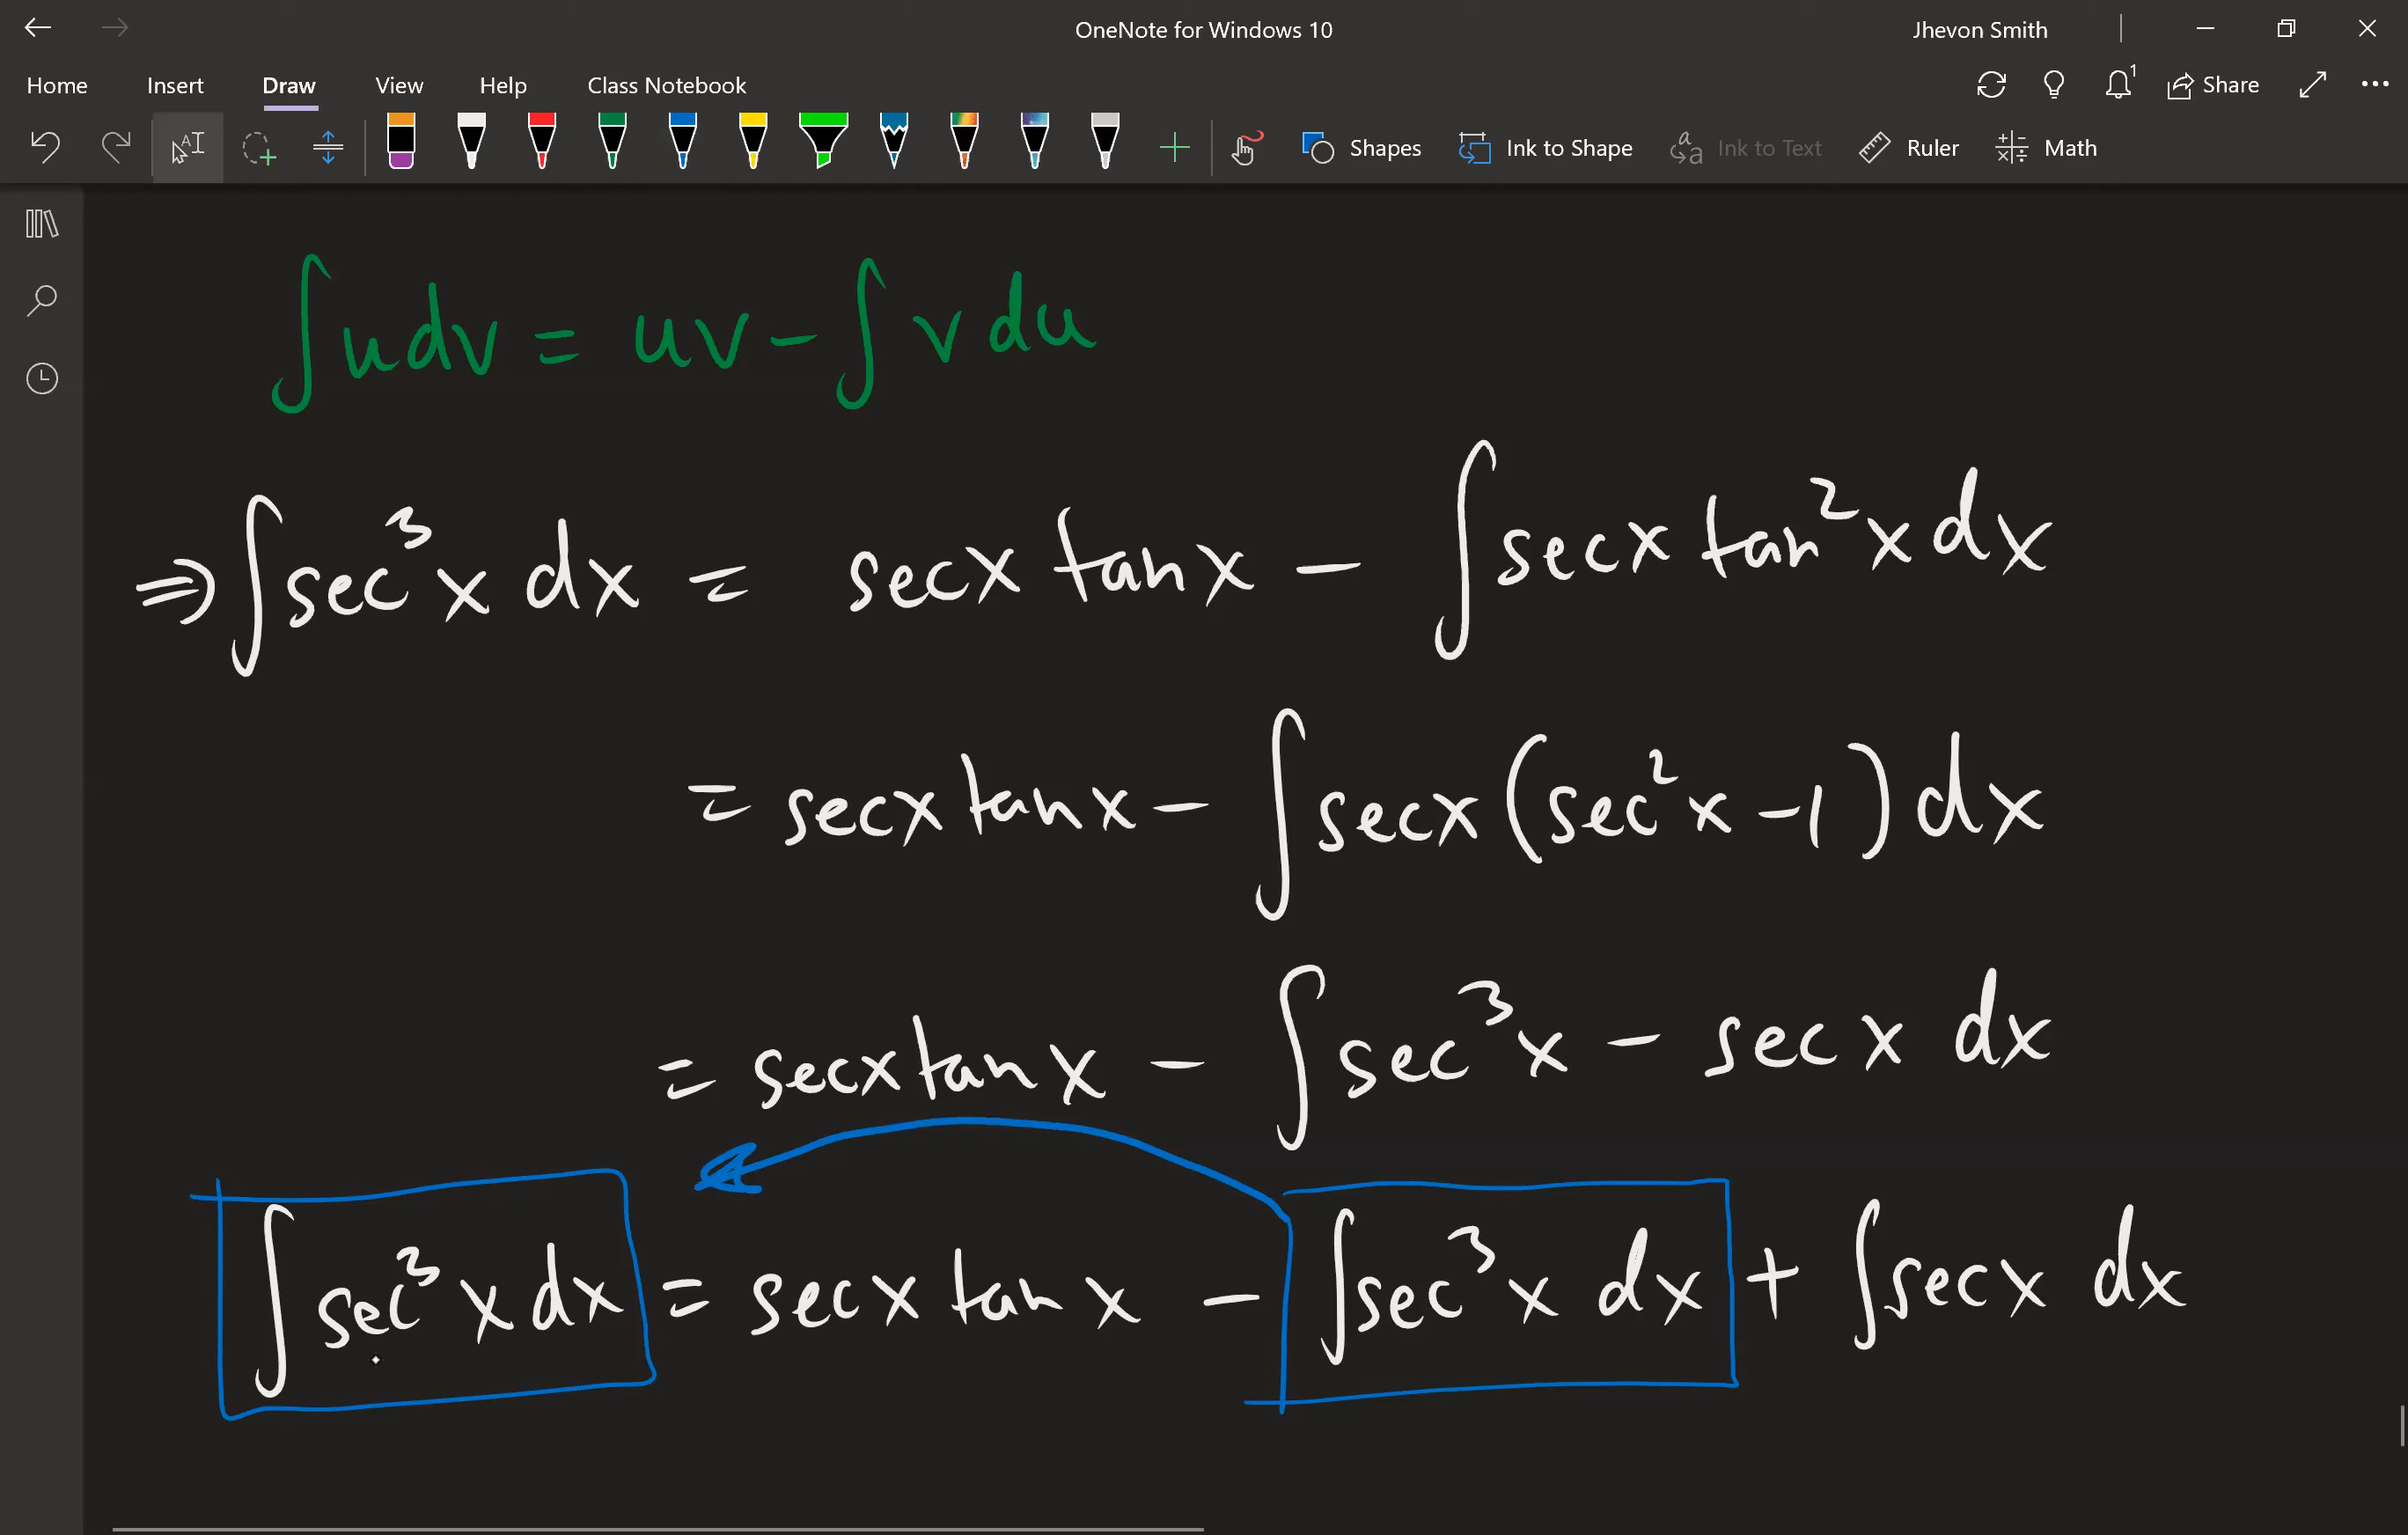 OneNote for Windows 10 Jhevon Smith
Home Insert Draw View Help Class Notebook 1 Share
Shapes Ink to Shape Ink to Text Ruler Math
∫udv = uv - ∫v du
⇒ ∫sec³x dx = secx tanx - ∫secx tan²x dx
= secx tanx - ∫secx(sec²x - 1) dx
= secx tanx - ∫sec³x - secx dx
∫sec³x dx = secx tanx - ∫sec³x dx + ∫secx dx